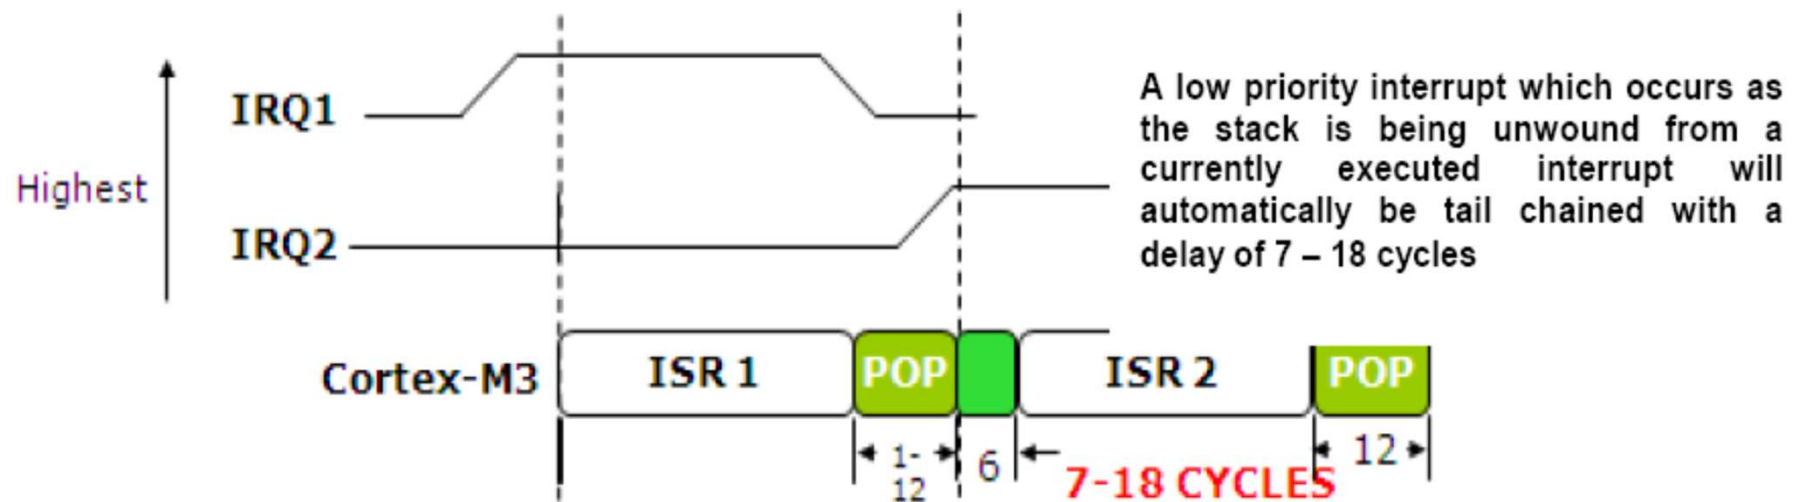 IRQ1
A low priority interrupt which occurs as
the stack is being unwound from a
currently executed interrupt will
automatically be tail chained with a
delay of 7 – 18 cycles
Highest
IRQ2
Cortex-M3
ISR 1
POP
ISR 2
POP
1-
12
6
7-18 CYCLES
12